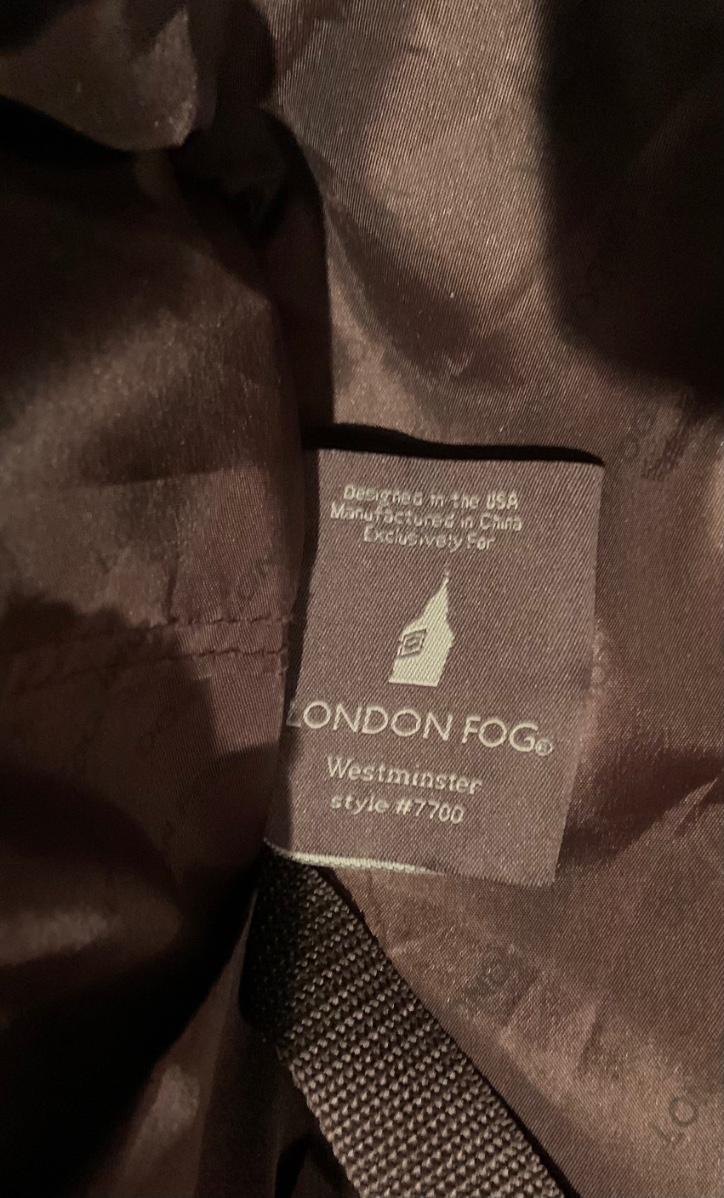 Designed in the USA
Manufactured in China
Exclusively For
LONDON FOG®
Westminster
style #7700